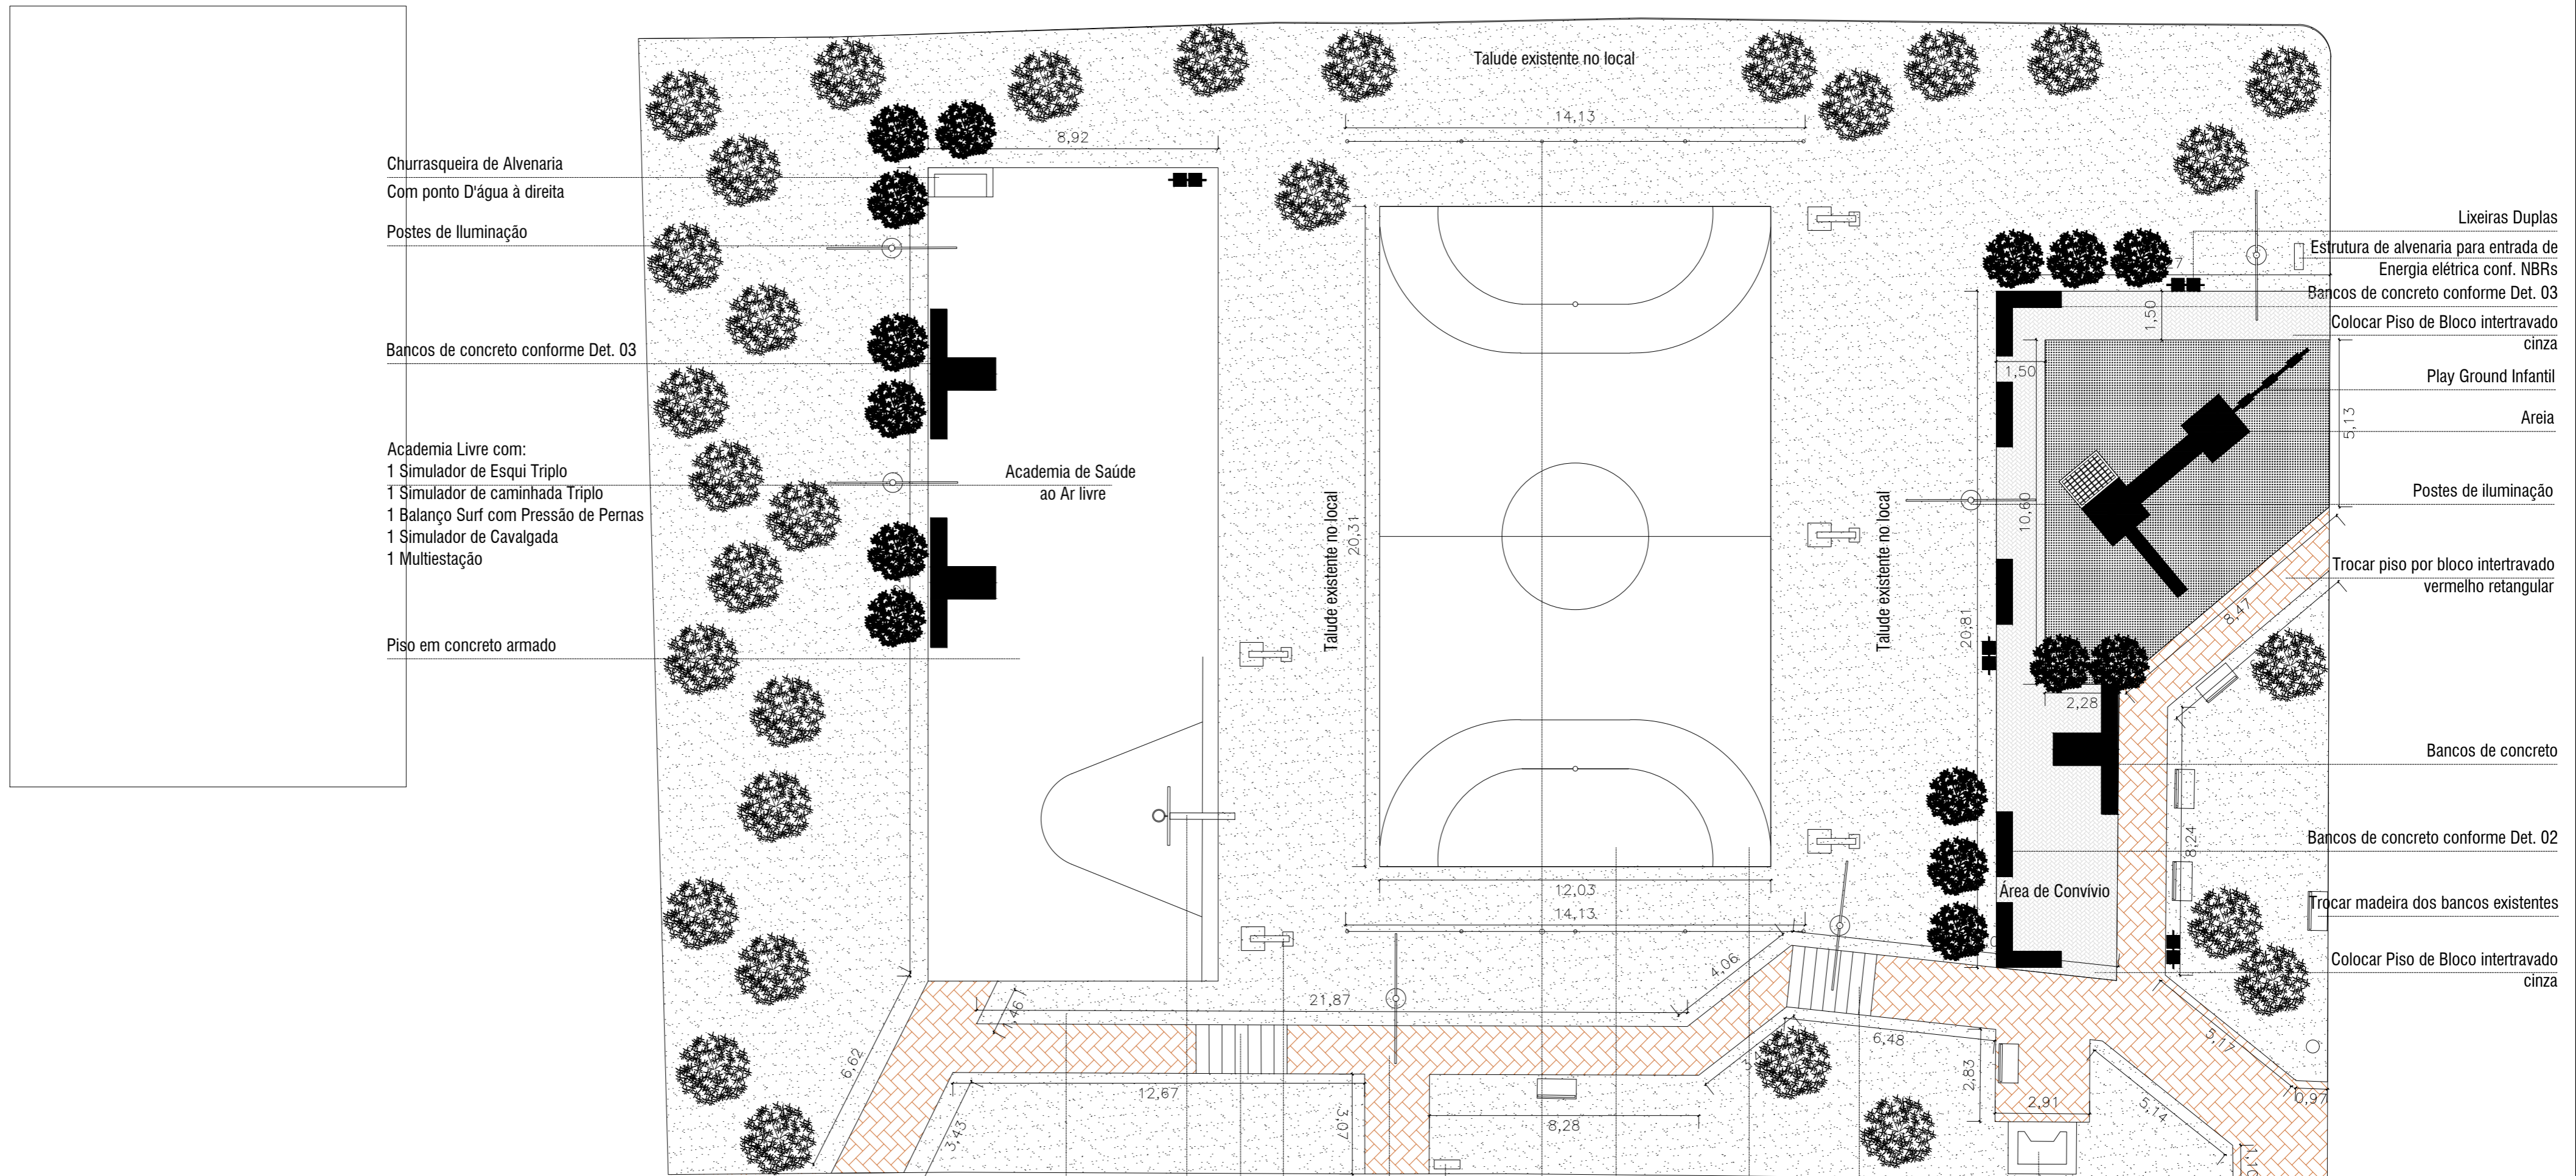 Talude existente no local
14,13
8,92
Churrasqueira de Alvenaria
Com ponto D'água à direita
Postes de Iluminação
Bancos de concreto conforme Det. 03
Academia Livre com:
1 Simulador de Esqui Triplo
1 Simulador de caminhada Triplo
1 Balanço Surf com Pressão de Pernas
1 Simulador de Cavalgada
1 Multiestação
Piso em concreto armado
Academia de Saúde
ao Ar livre
Talude existente no local
20,31
Talude existente no local
20,81
12,03
14,13
Lixeiras Duplas
Estrutura de alvenaria para entrada de
Energia elétrica conf. NBRs
Bancos de concreto conforme Det. 03
Colocar Piso de Bloco intertravado
cinza
Play Ground Infantil
Areia
Postes de iluminação
Trocar piso por bloco intertravado
vermelho retangular
Bancos de concreto
Bancos de concreto conforme Det. 02
Trocar madeira dos bancos existentes
Colocar Piso de Bloco intertravado
cinza
7
1,50
1,50
10,60
5,13
8,47
2,28
8,24
Área de Convívio
4,06
21,87
1,46
6,62
12,67
3,43
3,07
8,28
6,48
2,83
2,91
5,17
5,14
0,97